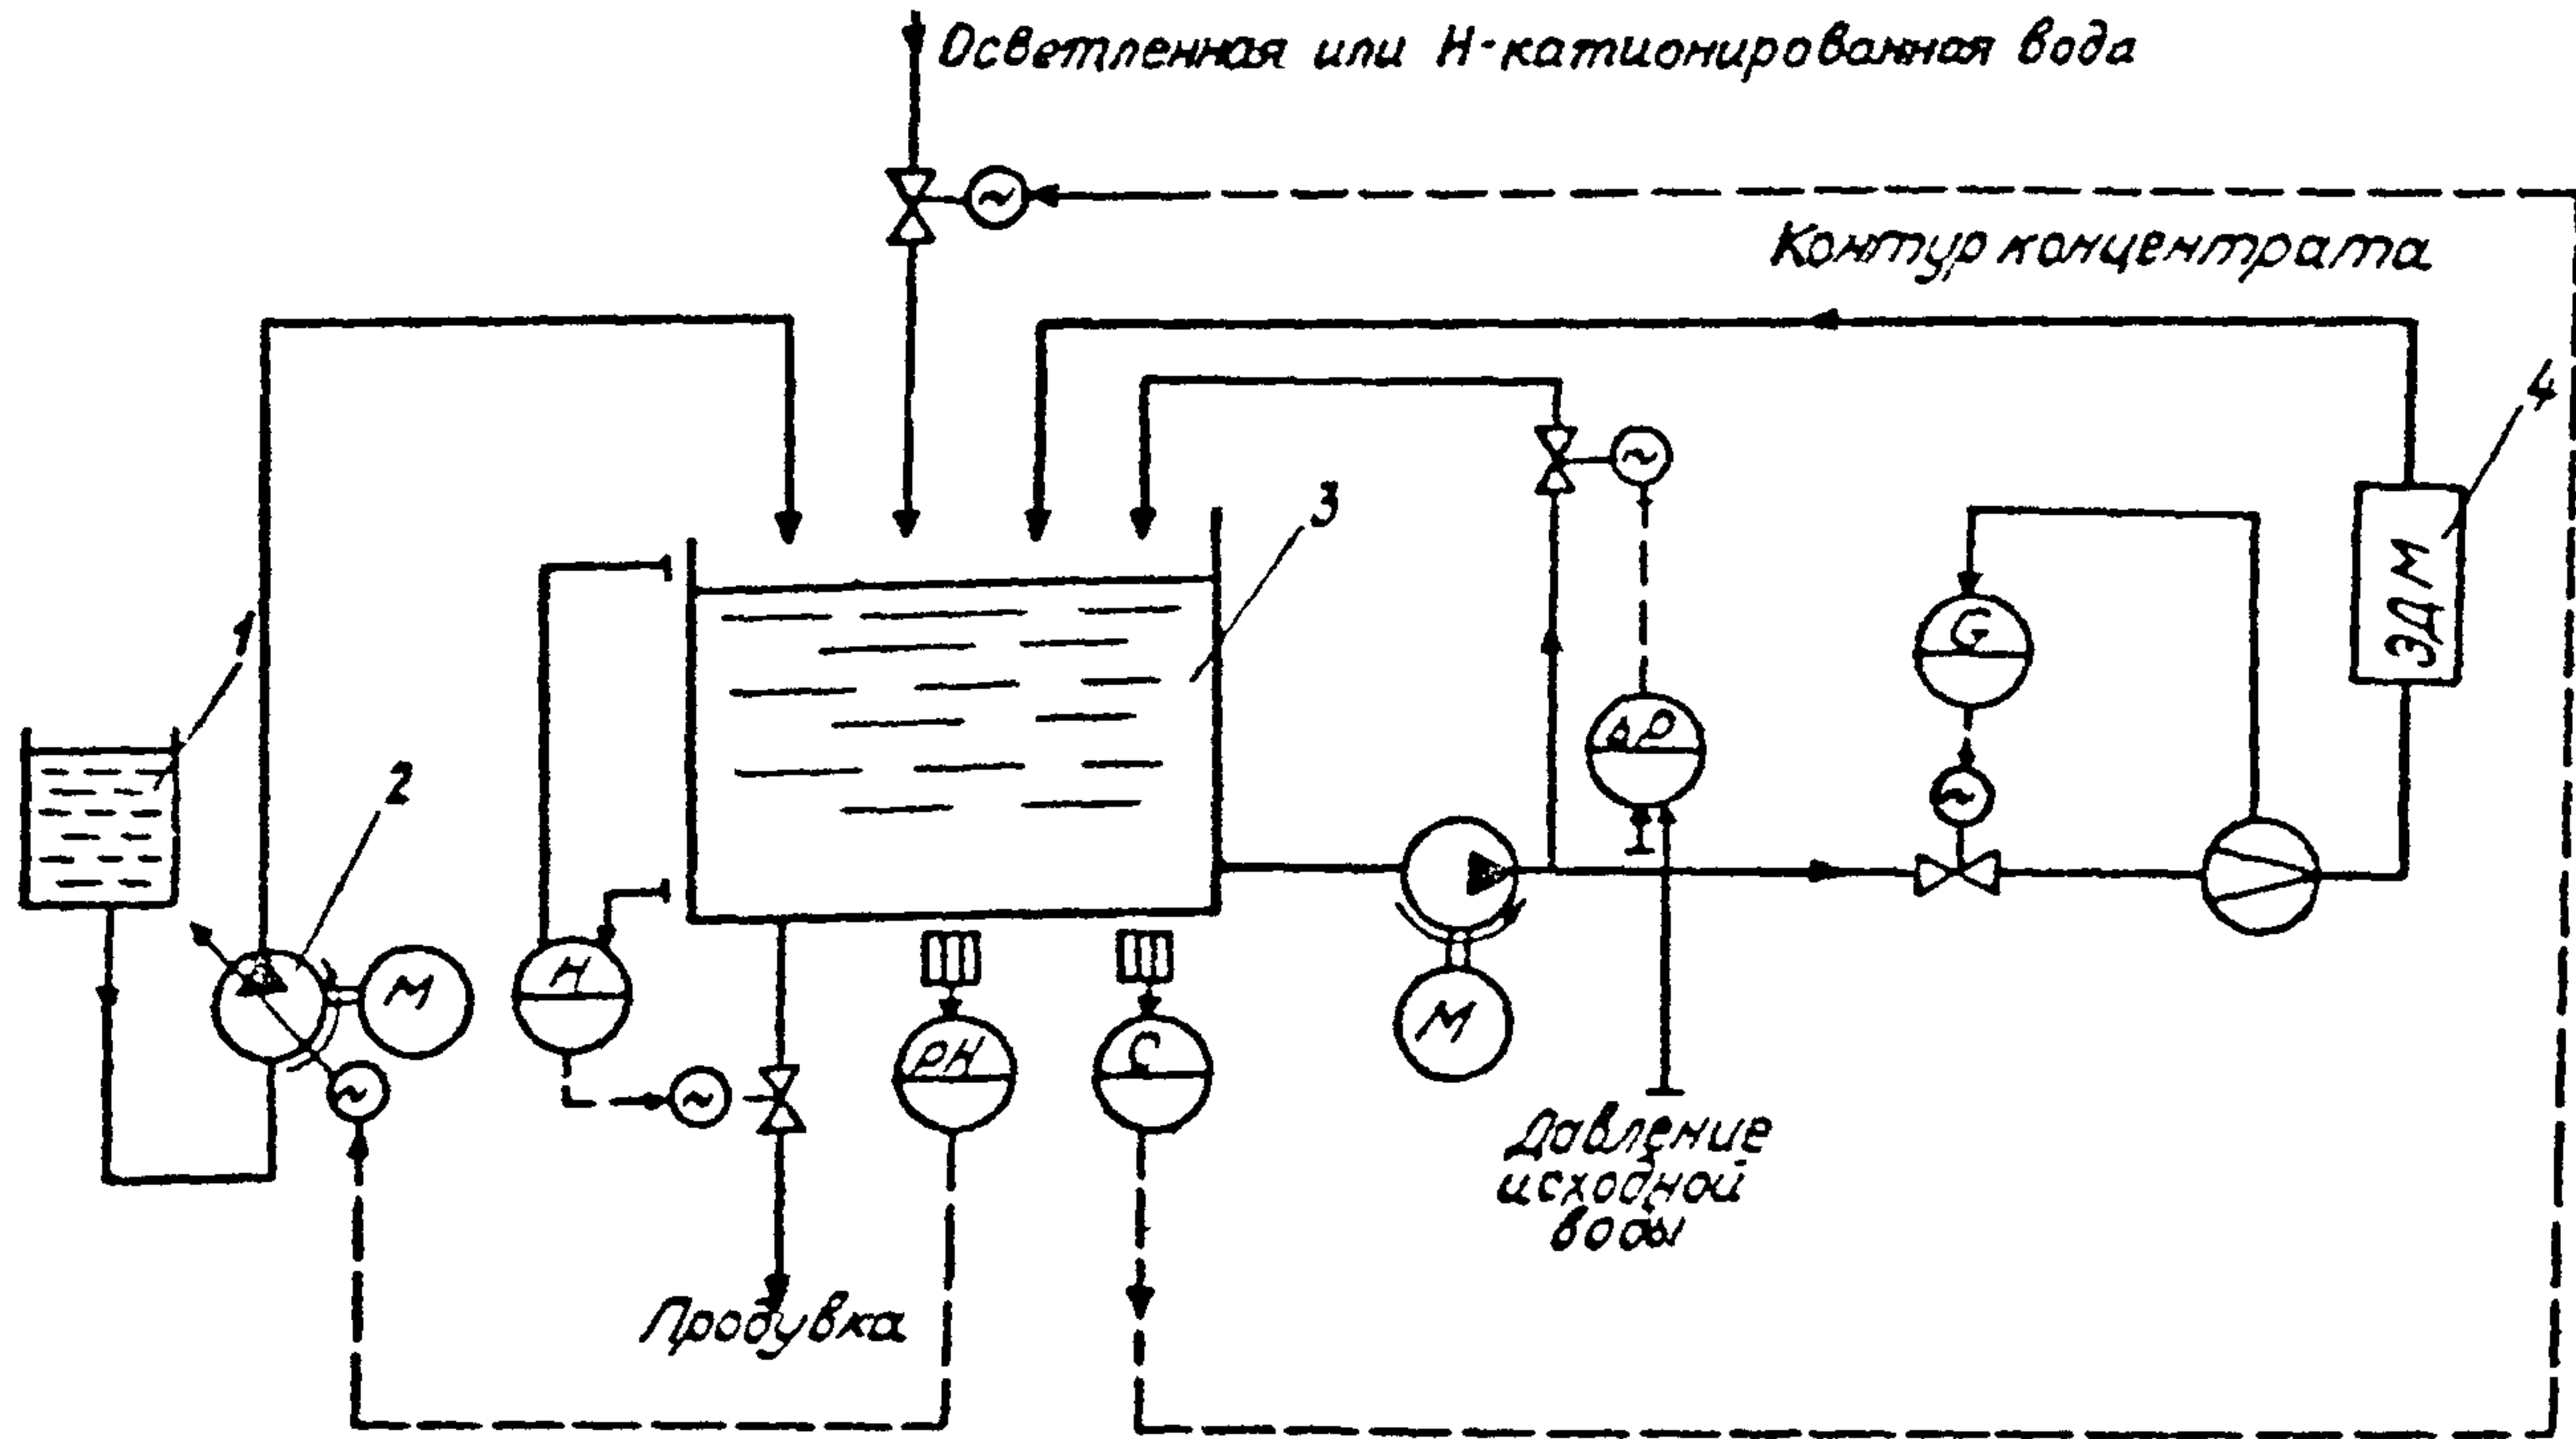 Осветленная или Н-катионированная вода
Контур концентрата
4
3
1
2
G
ЭДМ
ΔP
H
M
pH
C
M
Давление
исходной
воды
Продувка